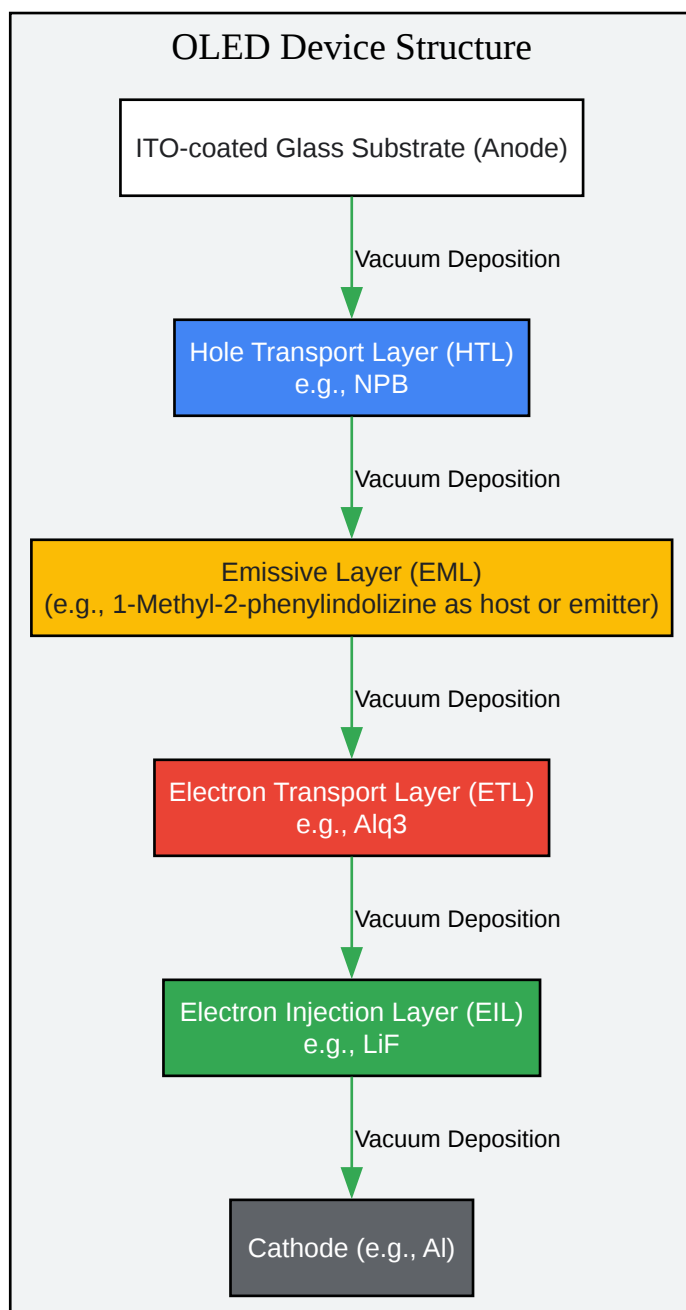 OLED Device Structure
ITO-coated Glass Substrate (Anode)
Vacuum Deposition
Hole Transport Layer (HTL)
e.g., NPB
Vacuum Deposition
Emissive Layer (EML)
(e.g., 1-Methyl-2-phenylindolizine as host or emitter)
Vacuum Deposition
Electron Transport Layer (ETL)
e.g., Alq3
Vacuum Deposition
Electron Injection Layer (EIL)
e.g., LiF
Vacuum Deposition
Cathode (e.g., Al)